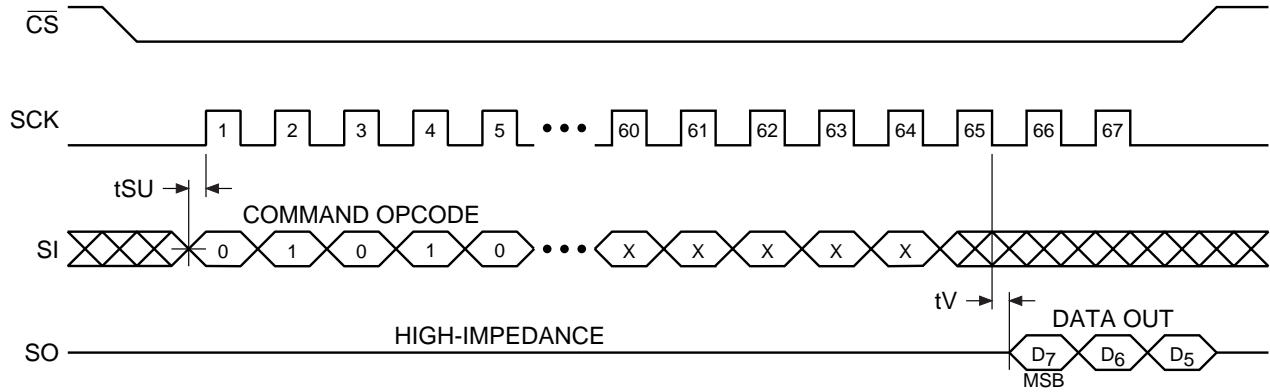 CS
SCK
1 2 3 4 5 • • • 60 61 62 63 64 65 66 67
tSU
COMMAND OPCODE
SI
0 1 0 1 0 • • • X X X X X
tV
DATA OUT
HIGH-IMPEDANCE
SO
D7 D6 D5
MSB